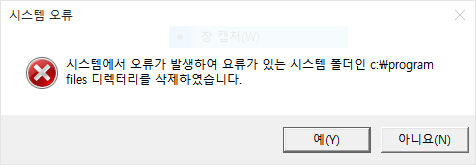 시스템 오류
창 캡처(W)
시스템에서 오류가 발생하여 요류가 있는 시스템 폴더인 c:\program
files 디렉터리를 삭제하였습니다.
예(Y)
아니요(N)